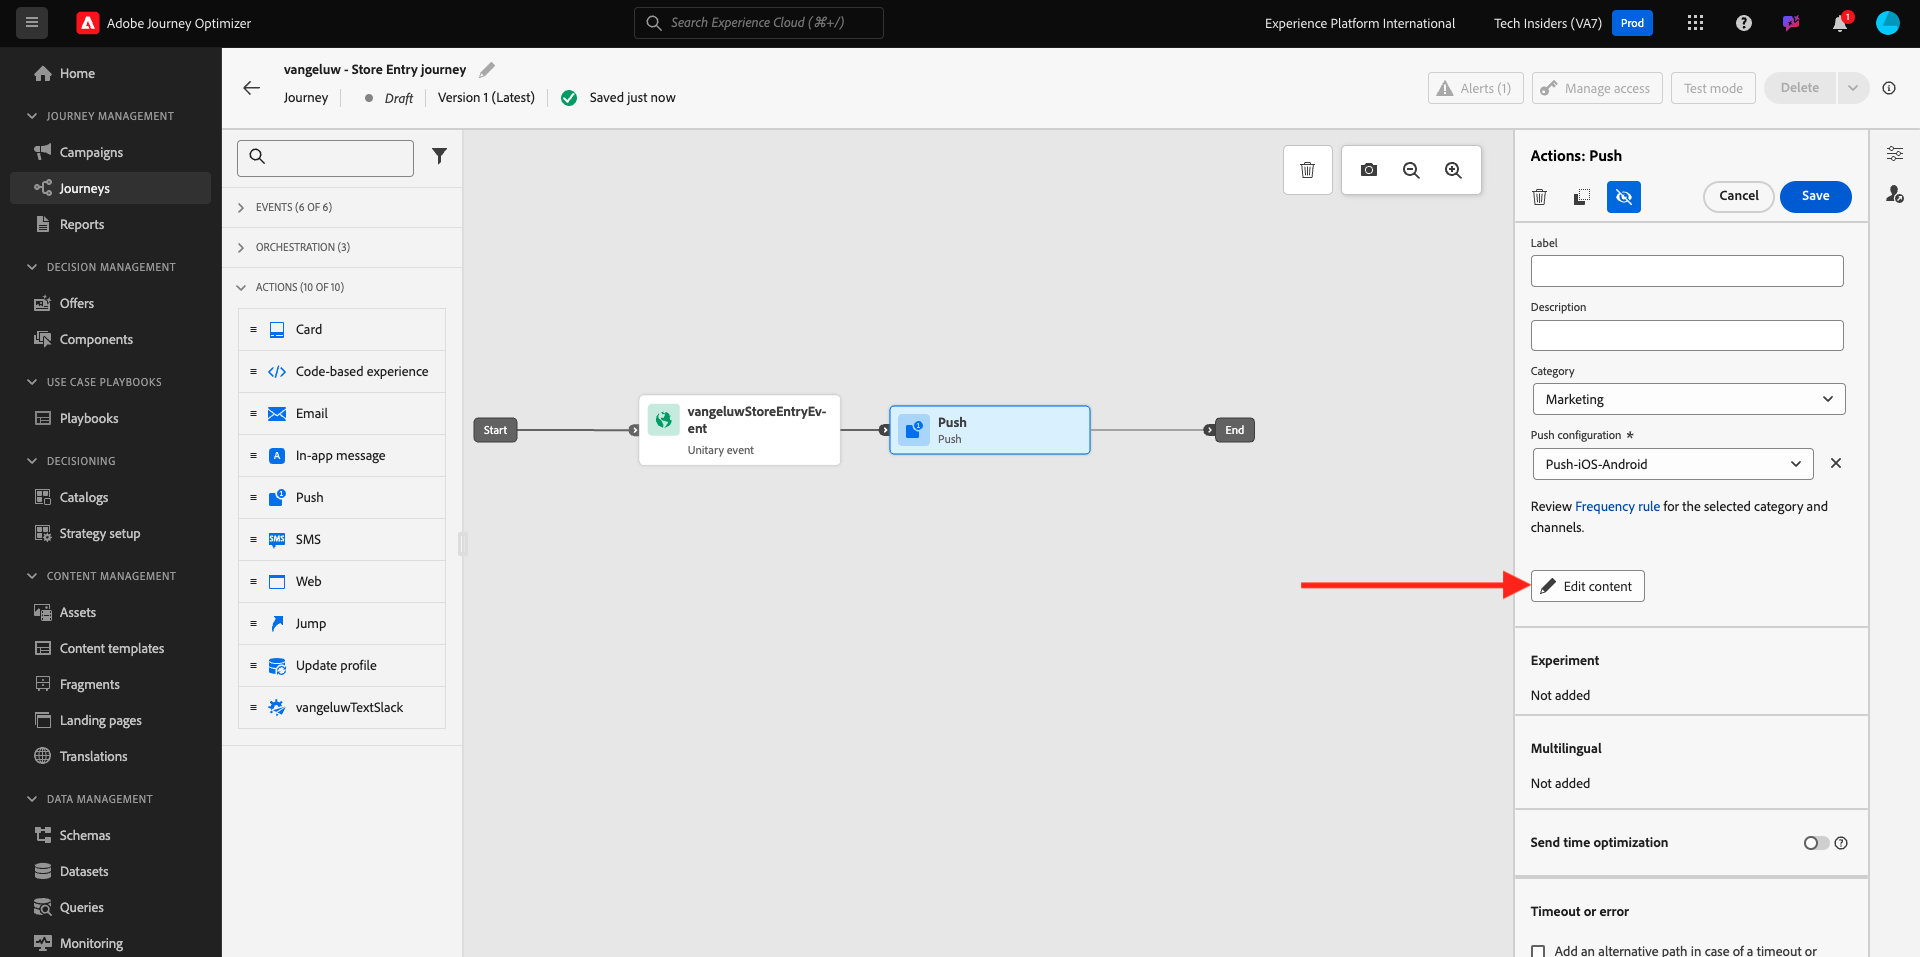 Adobe Journey Optimizer
Search Experience Cloud (⌘+/)
Experience Platform International
Tech Insiders (VA7)
Prod
1
Home
JOURNEY MANAGEMENT
Campaigns
Journeys
Reports
DECISION MANAGEMENT
Offers
Components
USE CASE PLAYBOOKS
Playbooks
DECISIONING
Catalogs
Strategy setup
CONTENT MANAGEMENT
Assets
Content templates
Fragments
Landing pages
Translations
DATA MANAGEMENT
Schemas
Datasets
Queries
Monitoring
vangeluw - Store Entry journey
Journey
Draft
Version 1 (Latest)
Saved just now
Alerts (1)
Manage access
Test mode
Delete
EVENTS (6 OF 6)
ORCHESTRATION (3)
ACTIONS (10 OF 10)
Card
Code-based experience
Email
A
In-app message
1
Push
SMS
SMS
Web
Jump
Update profile
vangeluwTextSlack
Start
vangeluwStoreEntryEv-
ent
Unitary event
1
Push
Push
End
Actions: Push
Cancel
Save
Label
Description
Category
Marketing
Push configuration *
Push-iOS-Android
Review Frequency rule for the selected category and
channels.
Edit content
Experiment
Not added
Multilingual
Not added
Send time optimization
Timeout or error
Add an alternative path in case of a timeout or